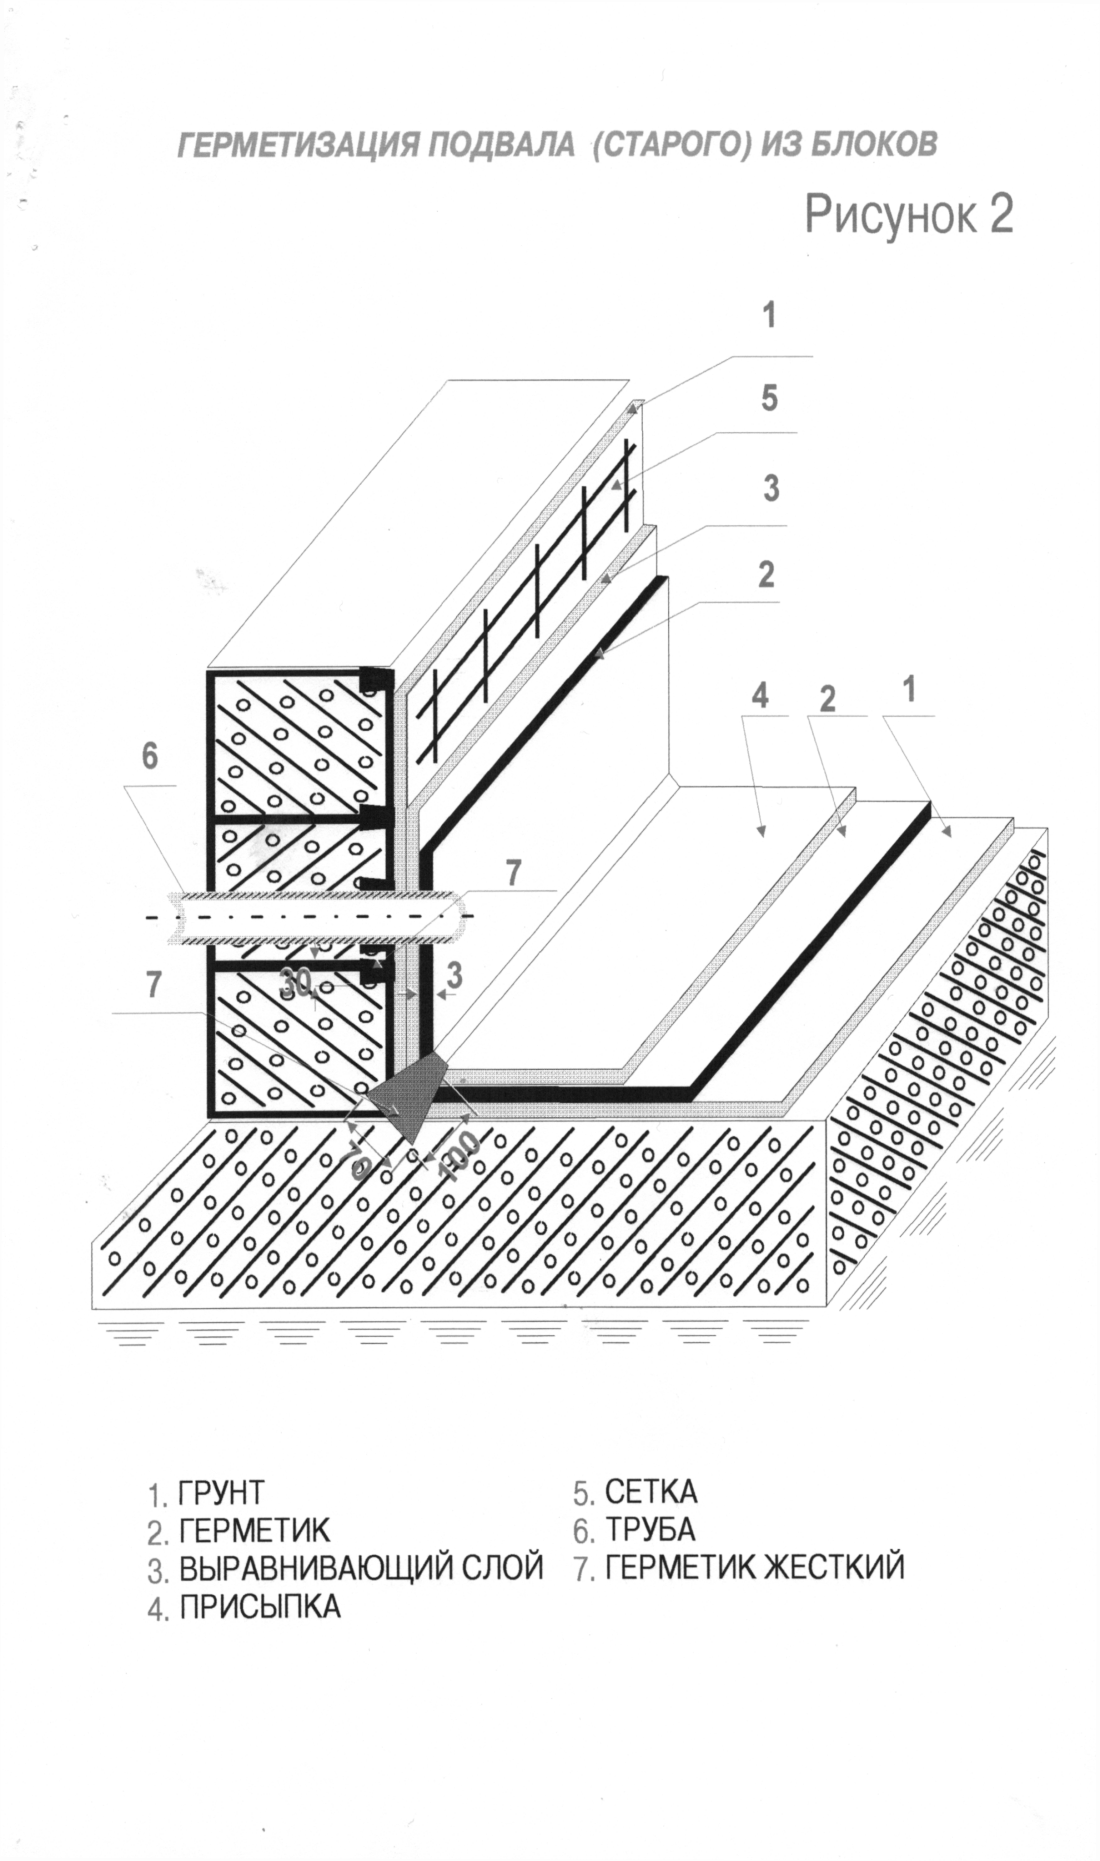 ГЕРМЕТИЗАЦИЯ ПОДВАЛА (СТАРОГО) ИЗ БЛОКОВ
Рисунок 2
1
5
3
2
4 2 1
6
7
7
30
3
70
100
1. ГРУНТ
2. ГЕРМЕТИК
3. ВЫРАВНИВАЮЩИЙ СЛОЙ
4. ПРИСЫПКА
5. СЕТКА
6. ТРУБА
7. ГЕРМЕТИК ЖЕСТКИЙ